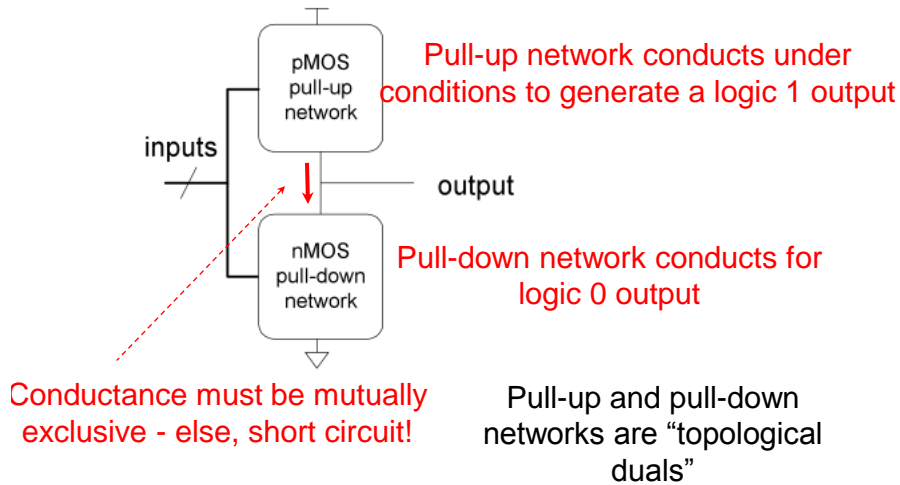 pMOS
pull-up
network
Pull-up network conducts under
conditions to generate a logic 1 output
inputs
output
nMOS
pull-down
network
Pull-down network conducts for
logic 0 output
Conductance must be mutually
exclusive - else, short circuit!
Pull-up and pull-down
networks are “topological
duals”